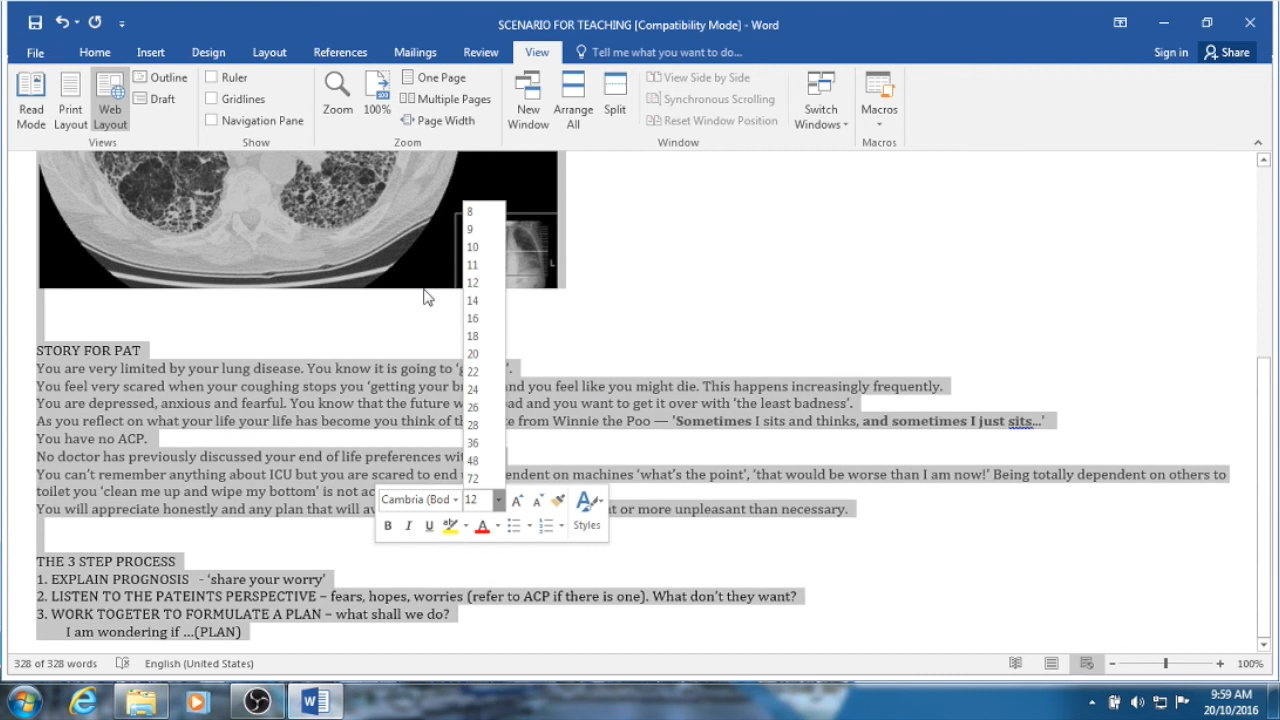 SCENARIO FOR TEACHING [Compatibility Mode] - Word
File Home Insert Design Layout References Mailings Review View Tell me what you want to do... Sign in Share
Read Mode
Print Layout
Web Layout
Outline
Draft
Views
Ruler
Gridlines
Navigation Pane
Show
Zoom
100%
One Page
Multiple Pages
Page Width
Zoom
New Window
Arrange All
Split
View Side by Side
Synchronous Scrolling
Reset Window Position
Window
Switch Windows
Macros
Macros
L
8
9
10
11
12
14
16
18
20
22
24
26
28
36
48
72
STORY FOR PAT
You are very limited by your lung disease. You know it is going to ‘g ’.
You feel very scared when your coughing stops you ‘getting your br and you feel like you might die. This happens increasingly frequently.
You are depressed, anxious and fearful. You know that the future w ead and you want to get it over with ‘the least badness’.
As you reflect on what your life your life has become you think of th e from Winnie the Poo — 'Sometimes I sits and thinks, and sometimes I just sits...'
You have no ACP.
No doctor has previously discussed your end of life preferences wit
You can’t remember anything about ICU but you are scared to end pendent on machines ‘what’s the point’, ‘that would be worse than I am now!’ Being totally dependent on others to
toilet you ‘clean me up and wipe my bottom’ is not ac
You will appreciate honestly and any plan that will av t or more unpleasant than necessary.
Cambria (Bod 12
B I U A Styles
THE 3 STEP PROCESS
1. EXPLAIN PROGNOSIS - ‘share your worry’
2. LISTEN TO THE PATEINTS PERSPECTIVE – fears, hopes, worries (refer to ACP if there is one). What don’t they want?
3. WORK TOGETER TO FORMULATE A PLAN – what shall we do?
I am wondering if ...(PLAN)
328 of 328 words English (United States) 100%
9:59 AM
20/10/2016